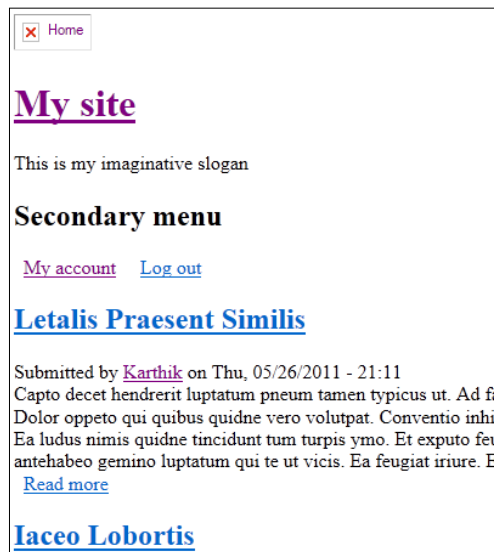 Home
My site
This is my imaginative slogan
Secondary menu
My account Log out
Letalis Praesent Similis
Submitted by Karthik on Thu, 05/26/2011 - 21:11
Capto decet hendrerit luptatum pneum tamen typicus ut. Ad
Dolor oppeto qui quibus quidne vero volutpat. Conventio
Ea ludus nimis quidne tincidunt tum turpis ymo. Et exputo
antehabeo gemino luptatum qui te ut vicis. Ea feugiat iriure.
Read more
Iaceo Lobortis